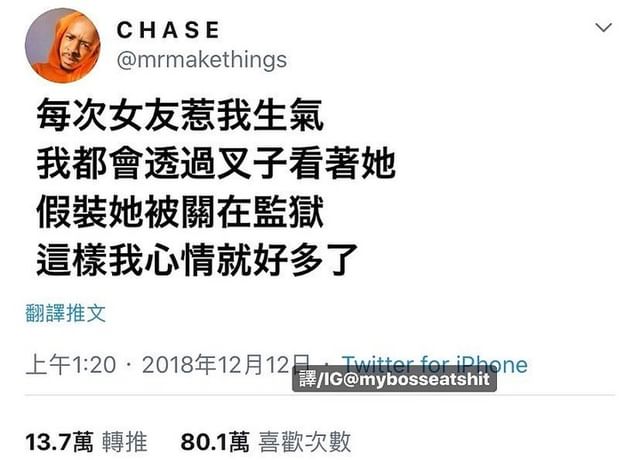 CHASE
@mrmakethings
每次女友惹我生氣
我都會透過叉子看著她
假裝她被關在監獄
這樣我心情就好多了
翻譯推文
上午1:20 · 2018年12月12日 · Twitter for iPhone
譯/IG@mybosseatshit
13.7萬 轉推 80.1萬 喜歡次數